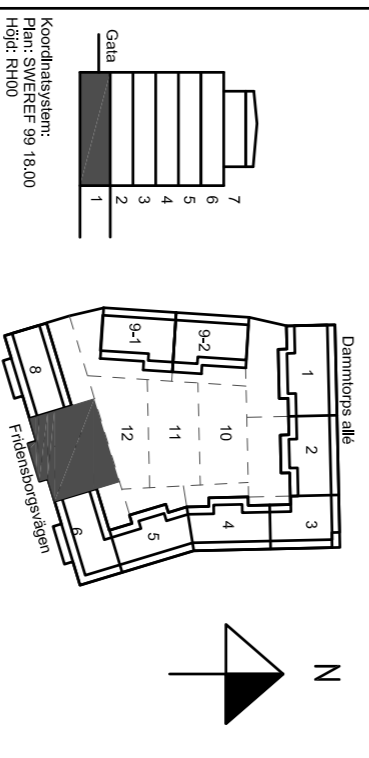 Gata
7
6
5
4
3
2
1
Koordinatsystem:
Plan: SWEREF 99 18.00
Höjd: RH00
Dammtorps allé
1
2
3
9-2
9-1
10
11
12
4
5
6
8
Fridensborgsvägen
N